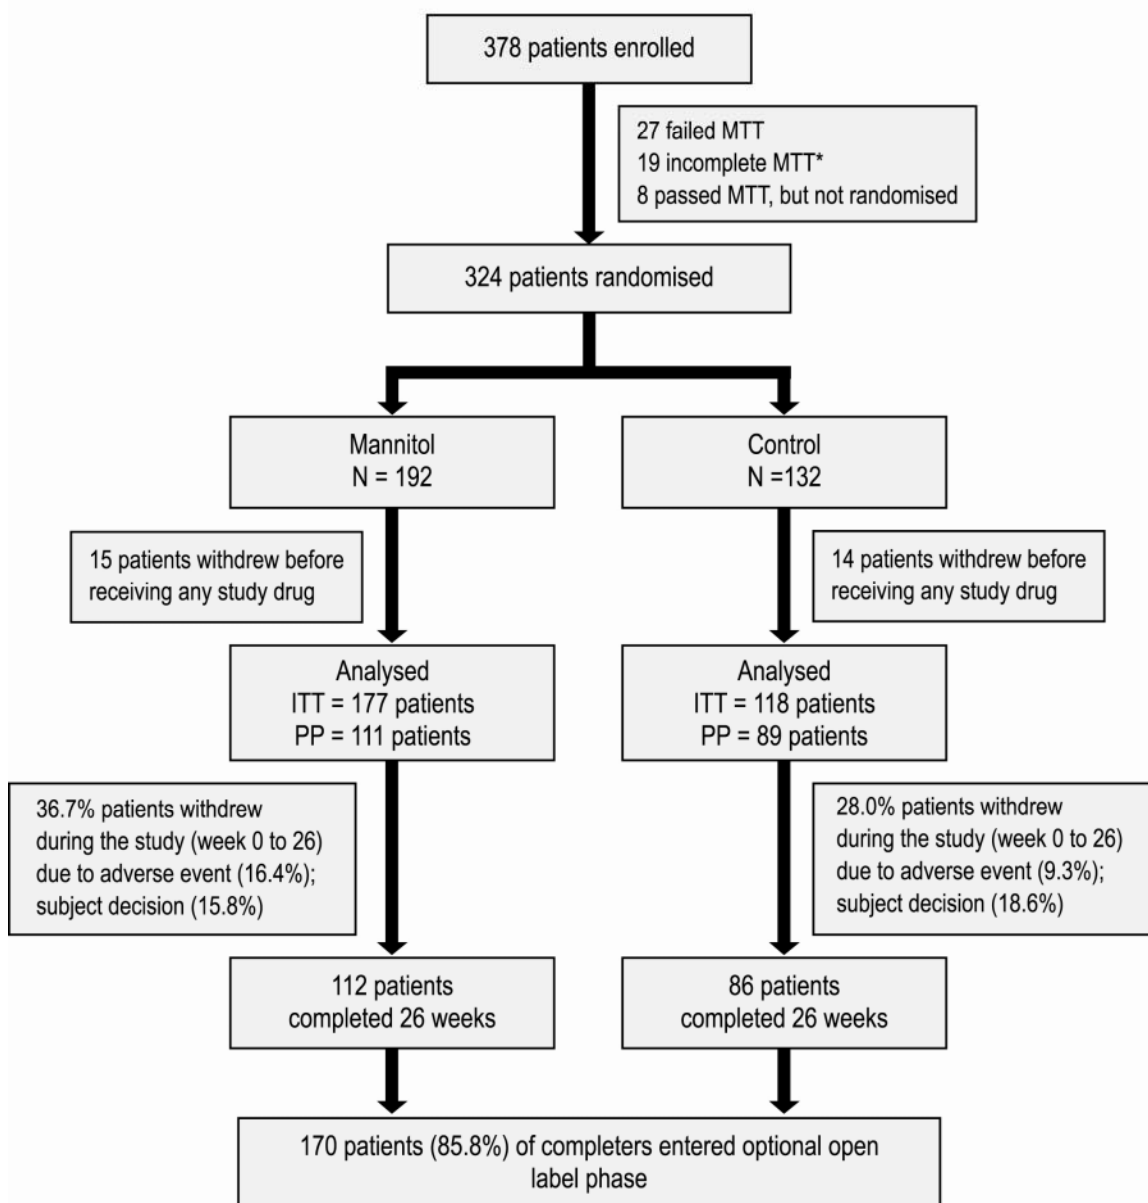 378 patients enrolled
27 failed MTT
19 incomplete MTT*
8 passed MTT, but not randomised
324 patients randomised
Mannitol
N = 192
Control
N =132
15 patients withdrew before
receiving any study drug
14 patients withdrew before
receiving any study drug
Analysed
ITT = 177 patients
PP = 111 patients
Analysed
ITT = 118 patients
PP = 89 patients
36.7% patients withdrew
during the study (week 0 to 26)
due to adverse event (16.4%);
subject decision (15.8%)
28.0% patients withdrew
during the study (week 0 to 26)
due to adverse event (9.3%);
subject decision (18.6%)
112 patients
completed 26 weeks
86 patients
completed 26 weeks
170 patients (85.8%) of completers entered optional open
label phase